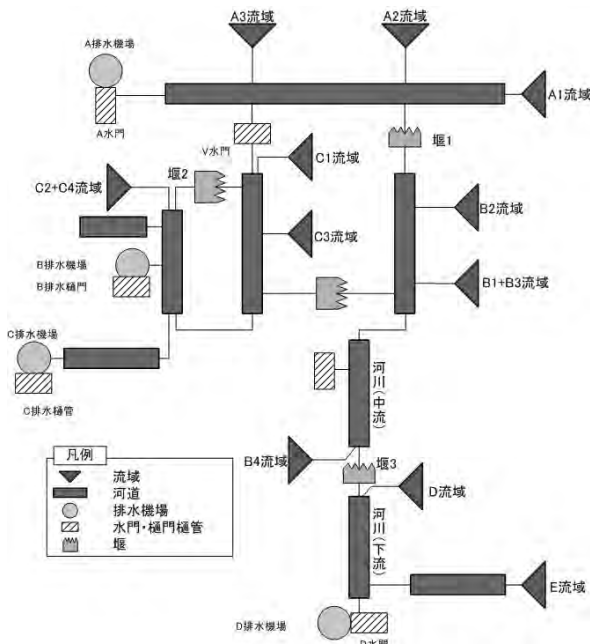 A3流域
A2流域
A排水機場
A1流域
A水門
V水門
堰1
C1流域
堰2
C2+C4流域
B2流域
C3流域
B排水機場
B排水樋門
B1+B3流域
C排水機場
C排水樋管
河川(中流)
凡例
流域
河道
排水機場
水門・樋門樋管
堰
B4流域
堰3
D流域
河川(下流)
E流域
D排水機場
D水門